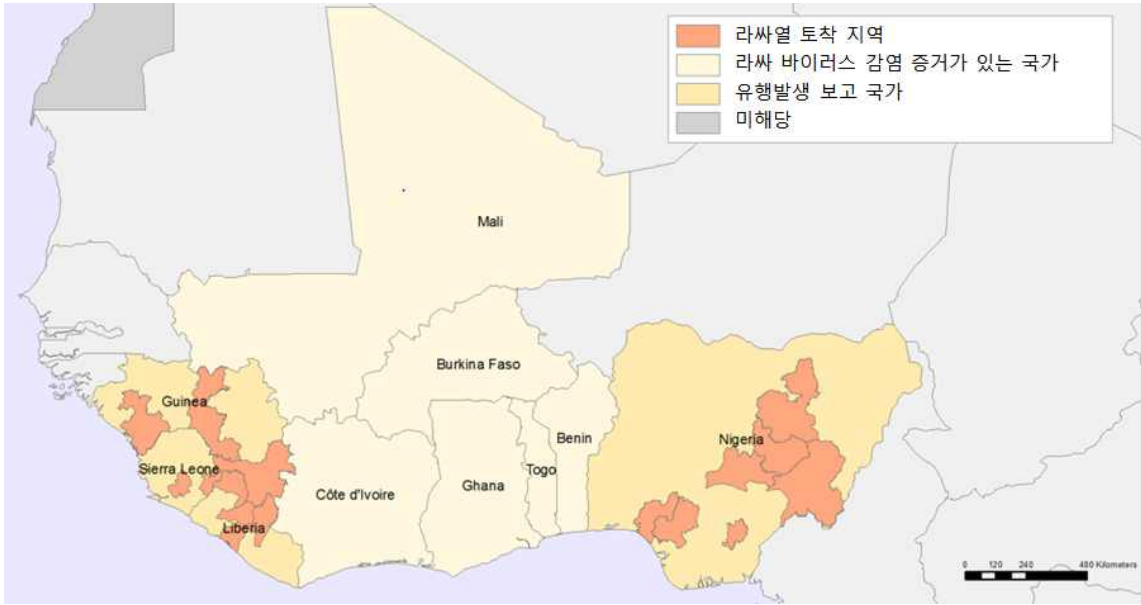 라싸열 토착 지역
라싸 바이러스 감염 증거가 있는 국가
유행발생 보고 국가
미해당
Mali
Burkina Faso
Guinea
Benin
Nigeria
Sierra Leone
Togo
Ghana
Côte d'Ivoire
Liberia
0 120 240 480 Kilometers